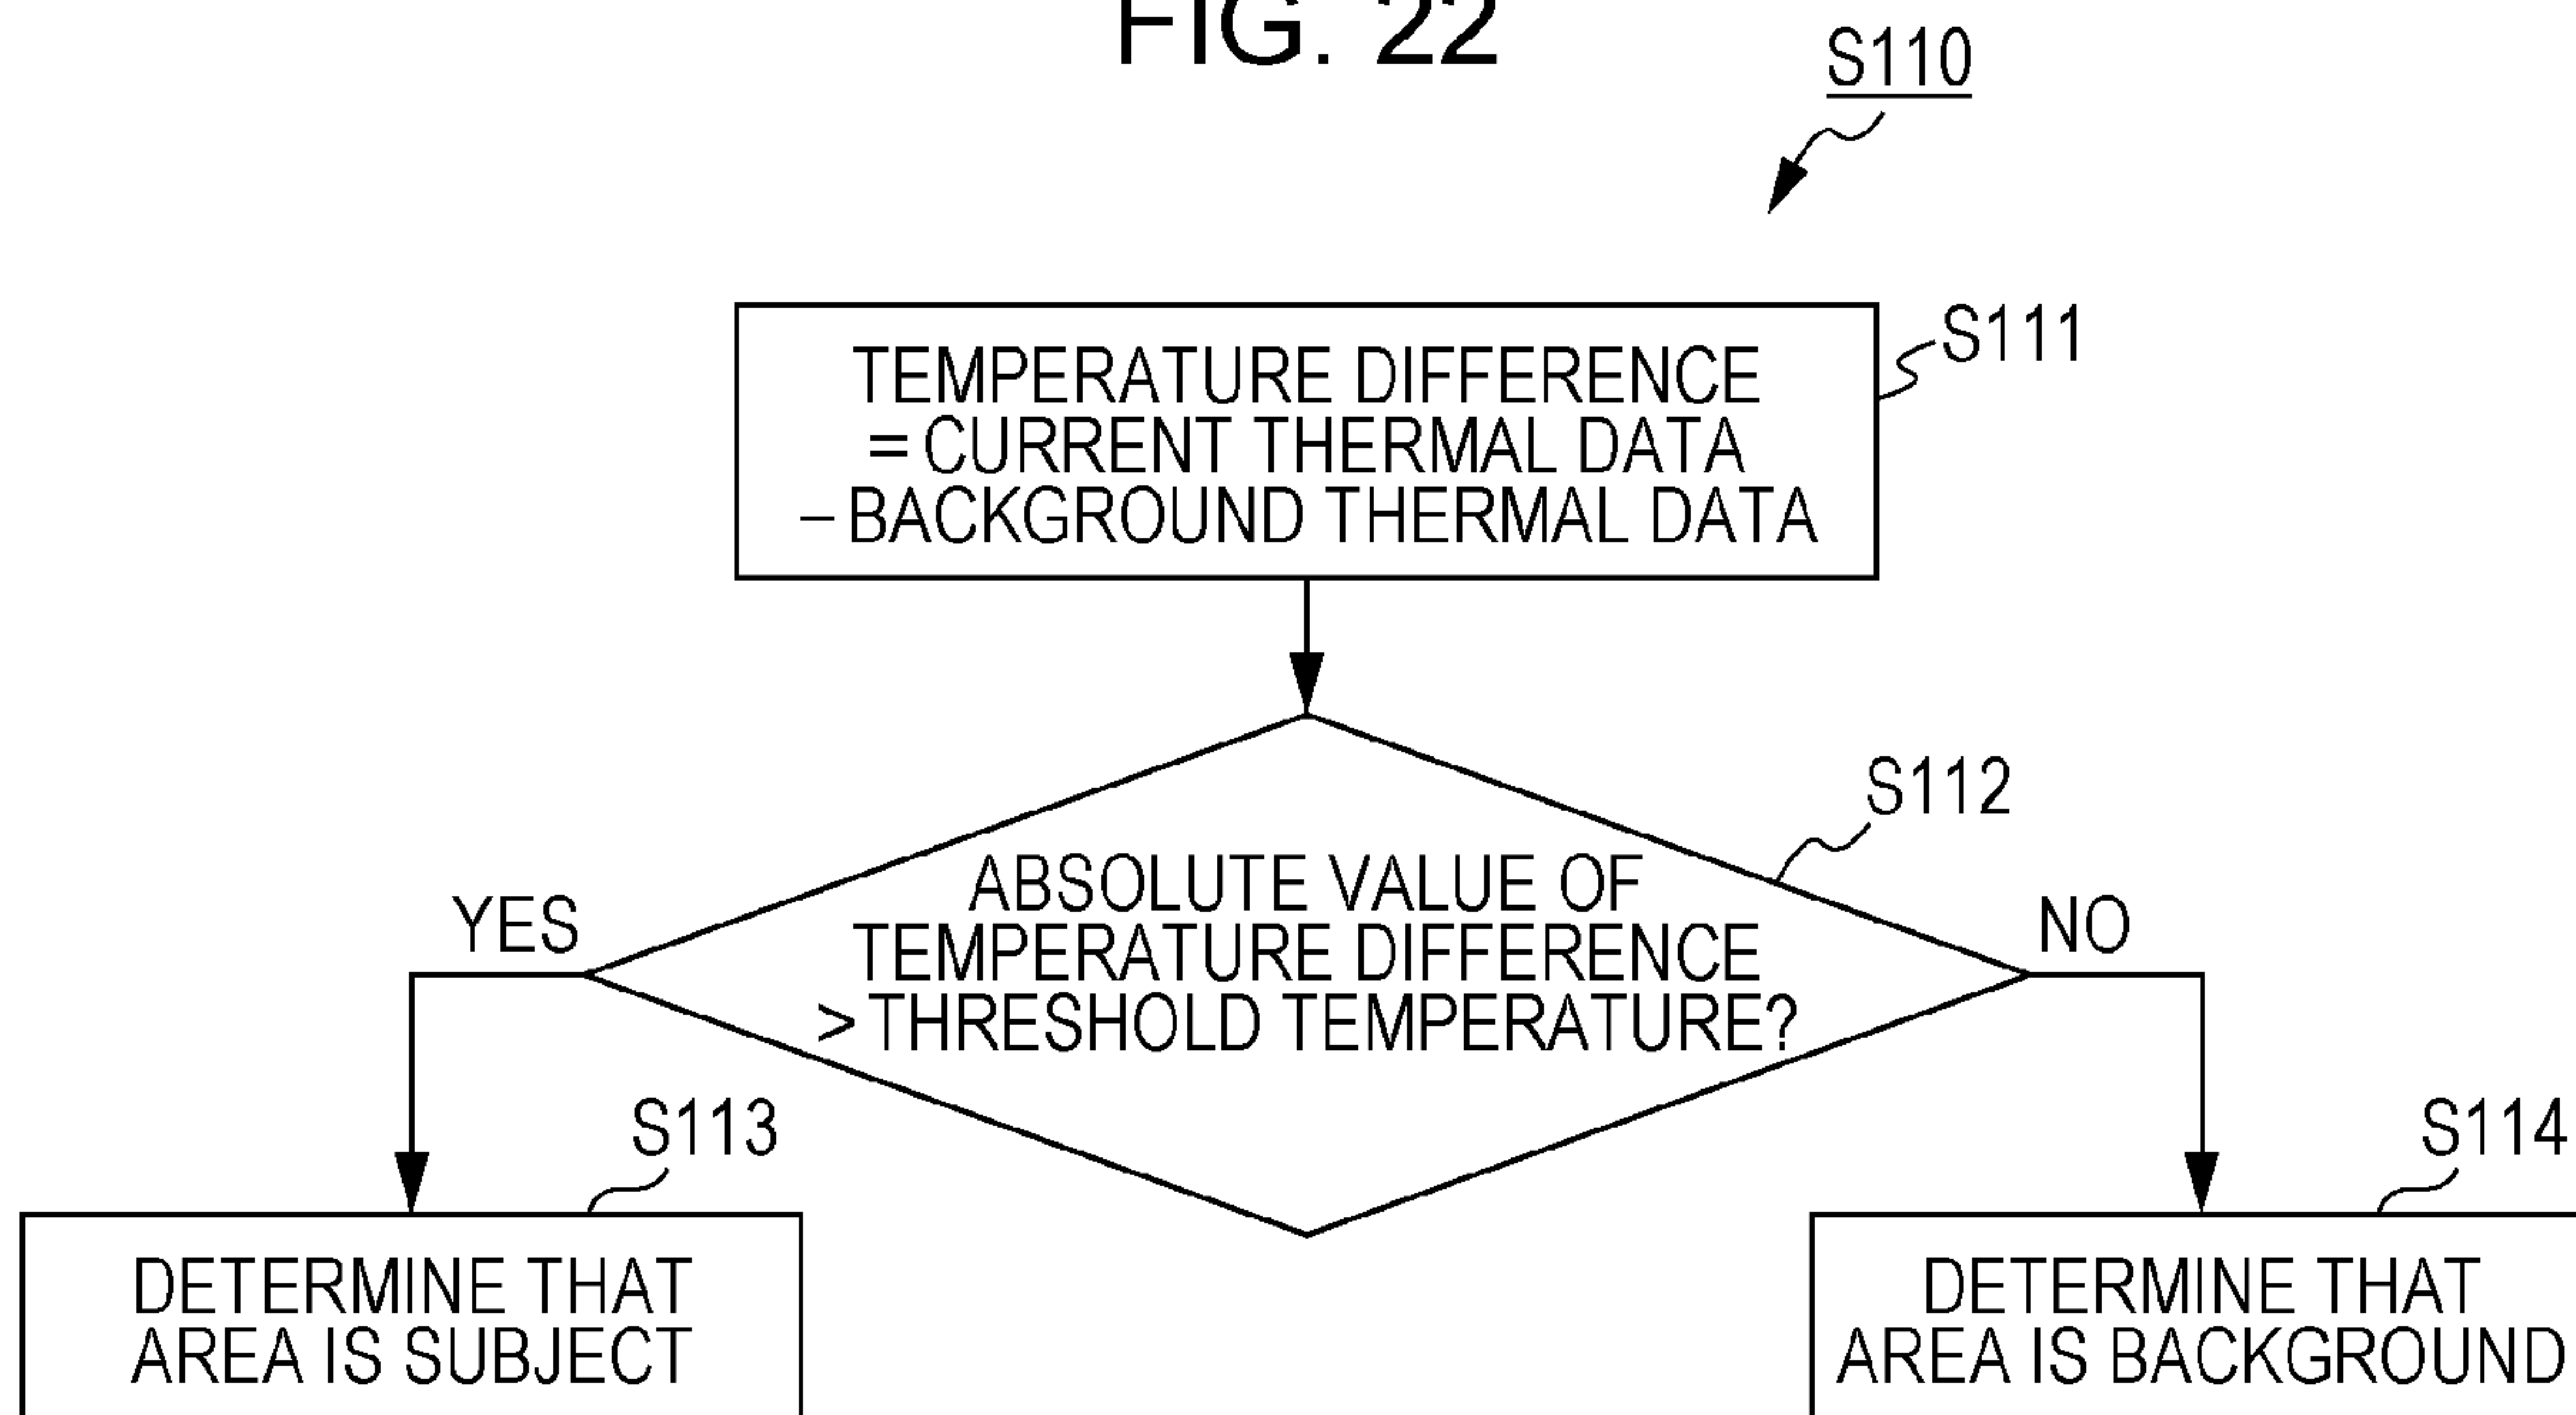 FIG. 22
S110
TEMPERATURE DIFFERENCE
= CURRENT THERMAL DATA
– BACKGROUND THERMAL DATA
S111
ABSOLUTE VALUE OF
TEMPERATURE DIFFERENCE
> THRESHOLD TEMPERATURE?
S112
YES
NO
S113
DETERMINE THAT
AREA IS SUBJECT
S114
DETERMINE THAT
AREA IS BACKGROUND